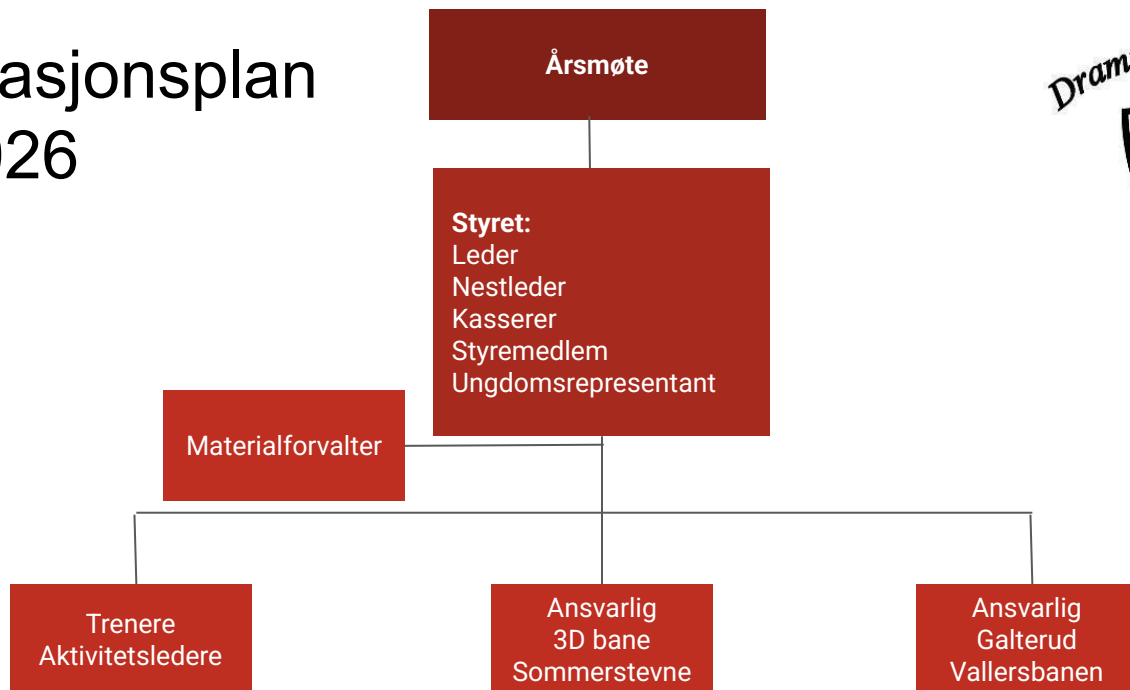 asjonsplan
026
Årsmøte
Styret:
Leder
Nestleder
Kasserer
Styremedlem
Ungdomsrepresentant
Materialforvalter
Trenere
Aktivitetsledere
Ansvarlig
3D bane
Sommerstevne
Ansvarlig
Galterud
Vallersbanen